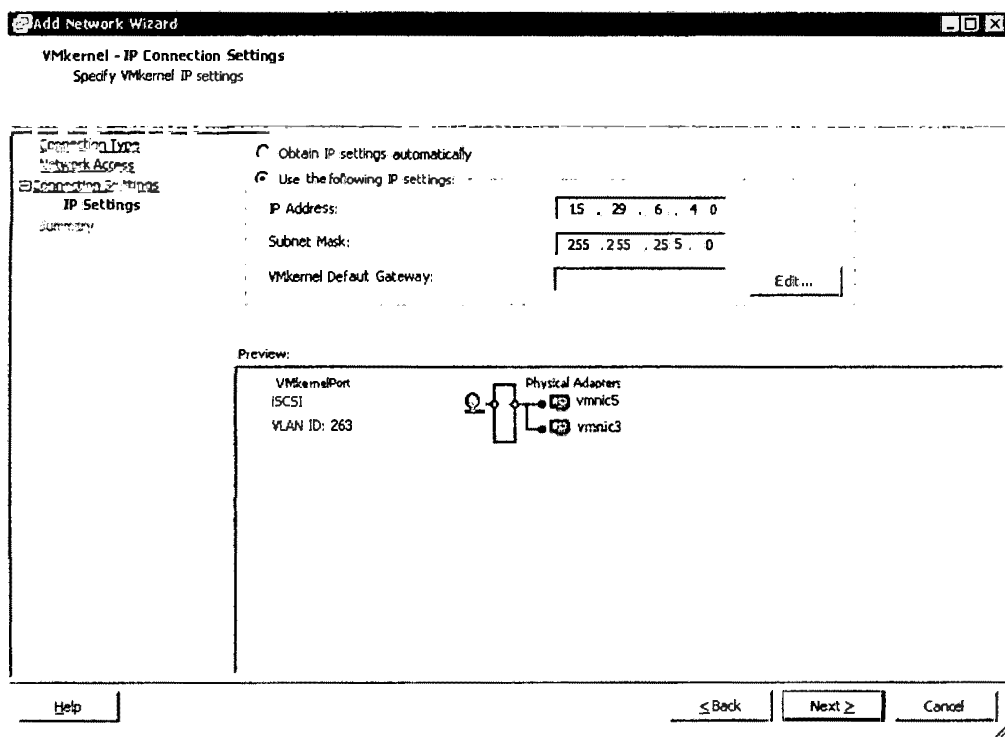 Add Network Wizard
VMkernel - IP Connection Settings
Specify VMkernel IP settings
Connection Type
Network Access
Connection Settings
IP Settings
Summary
Obtain IP settings automatically
Use the following IP settings:
IP Address: 15 . 29 . 6 . 40
Subnet Mask: 255 . 255 . 255 . 0
VMkernel Defaut Gateway:
Edit...
Preview:
VMkernelPort
iSCSI
VLAN ID: 263
Physical Adapters
vmnic5
vmnic3
Help
< Back
Next >
Cancel